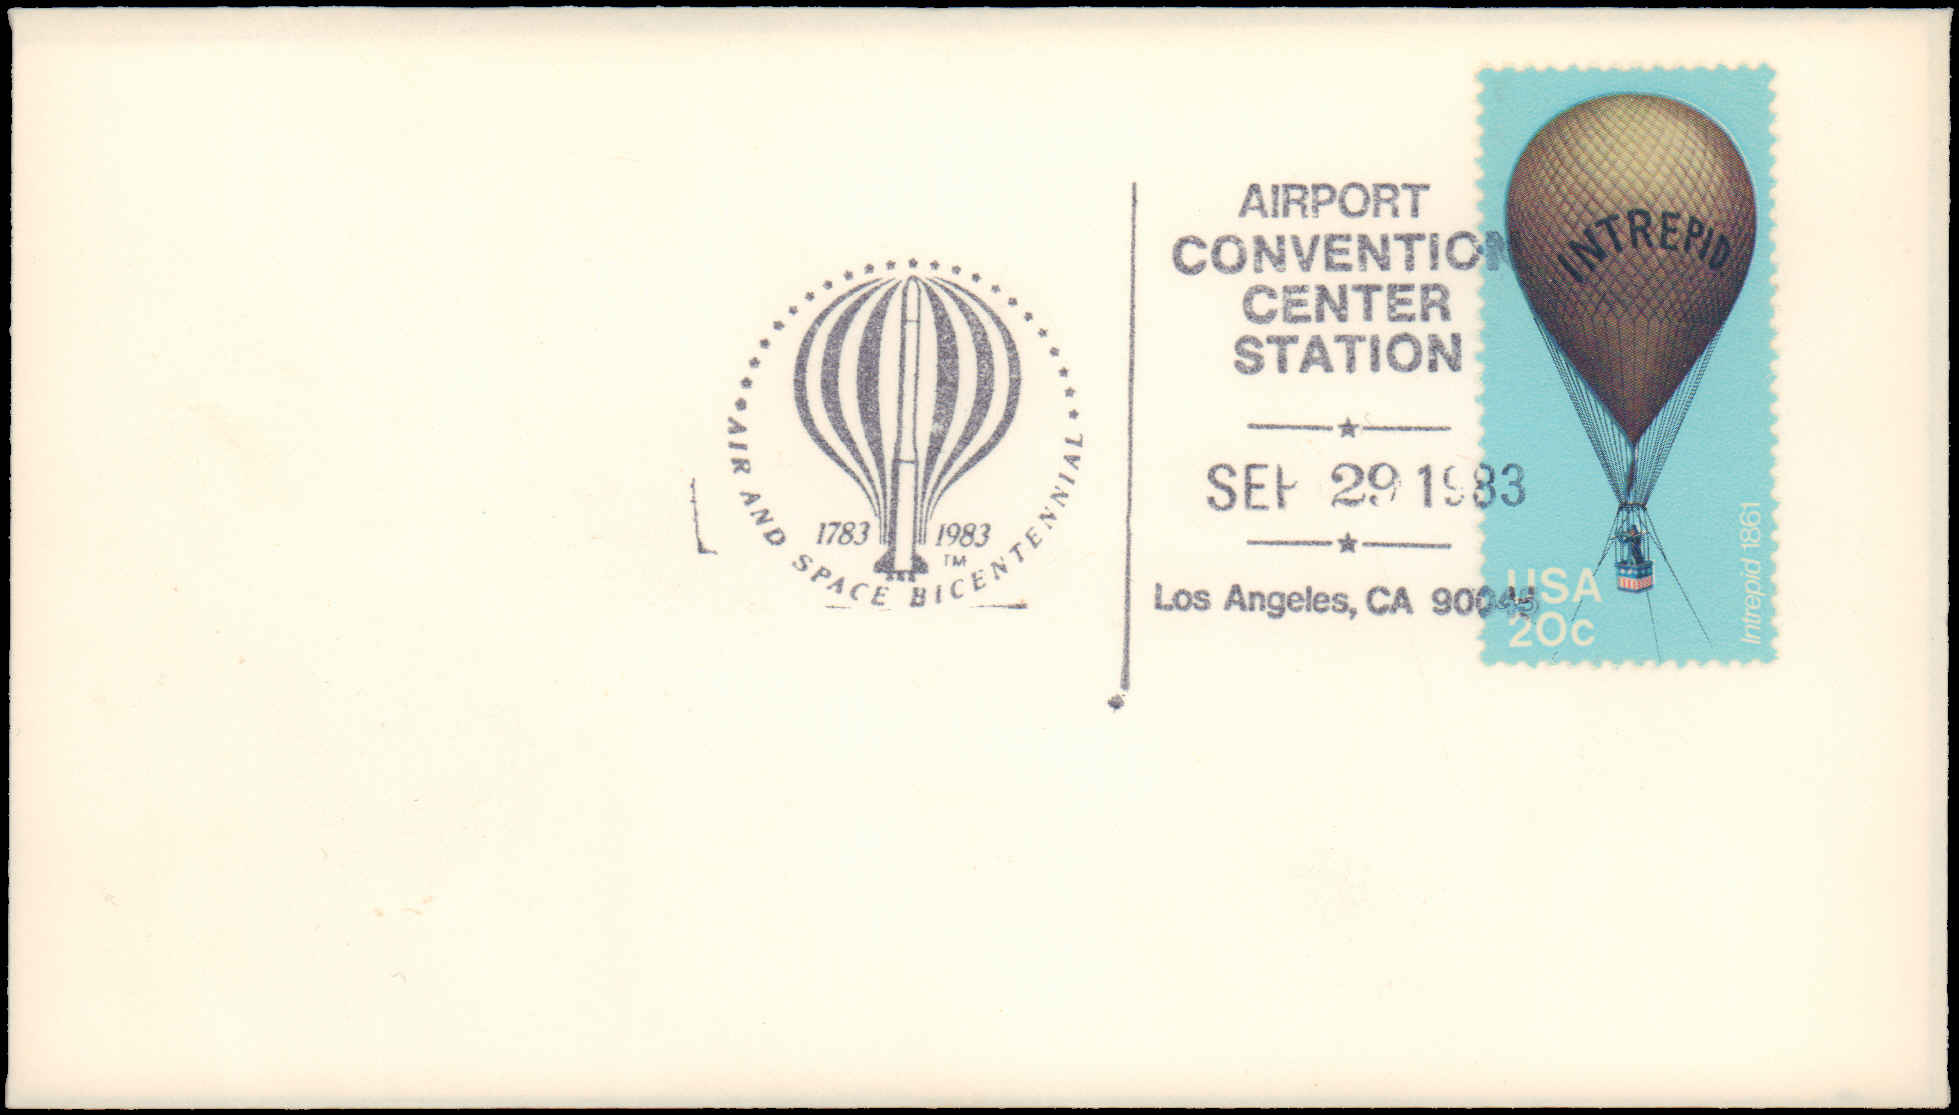 AIR AND SPACE BICENTENNIAL
1783 1983
TM
AIRPORT
CONVENTION
CENTER
STATION
SEP 29 1983
Los Angeles, CA 90045
INTREPID
USA
20c
Intrepid 1861